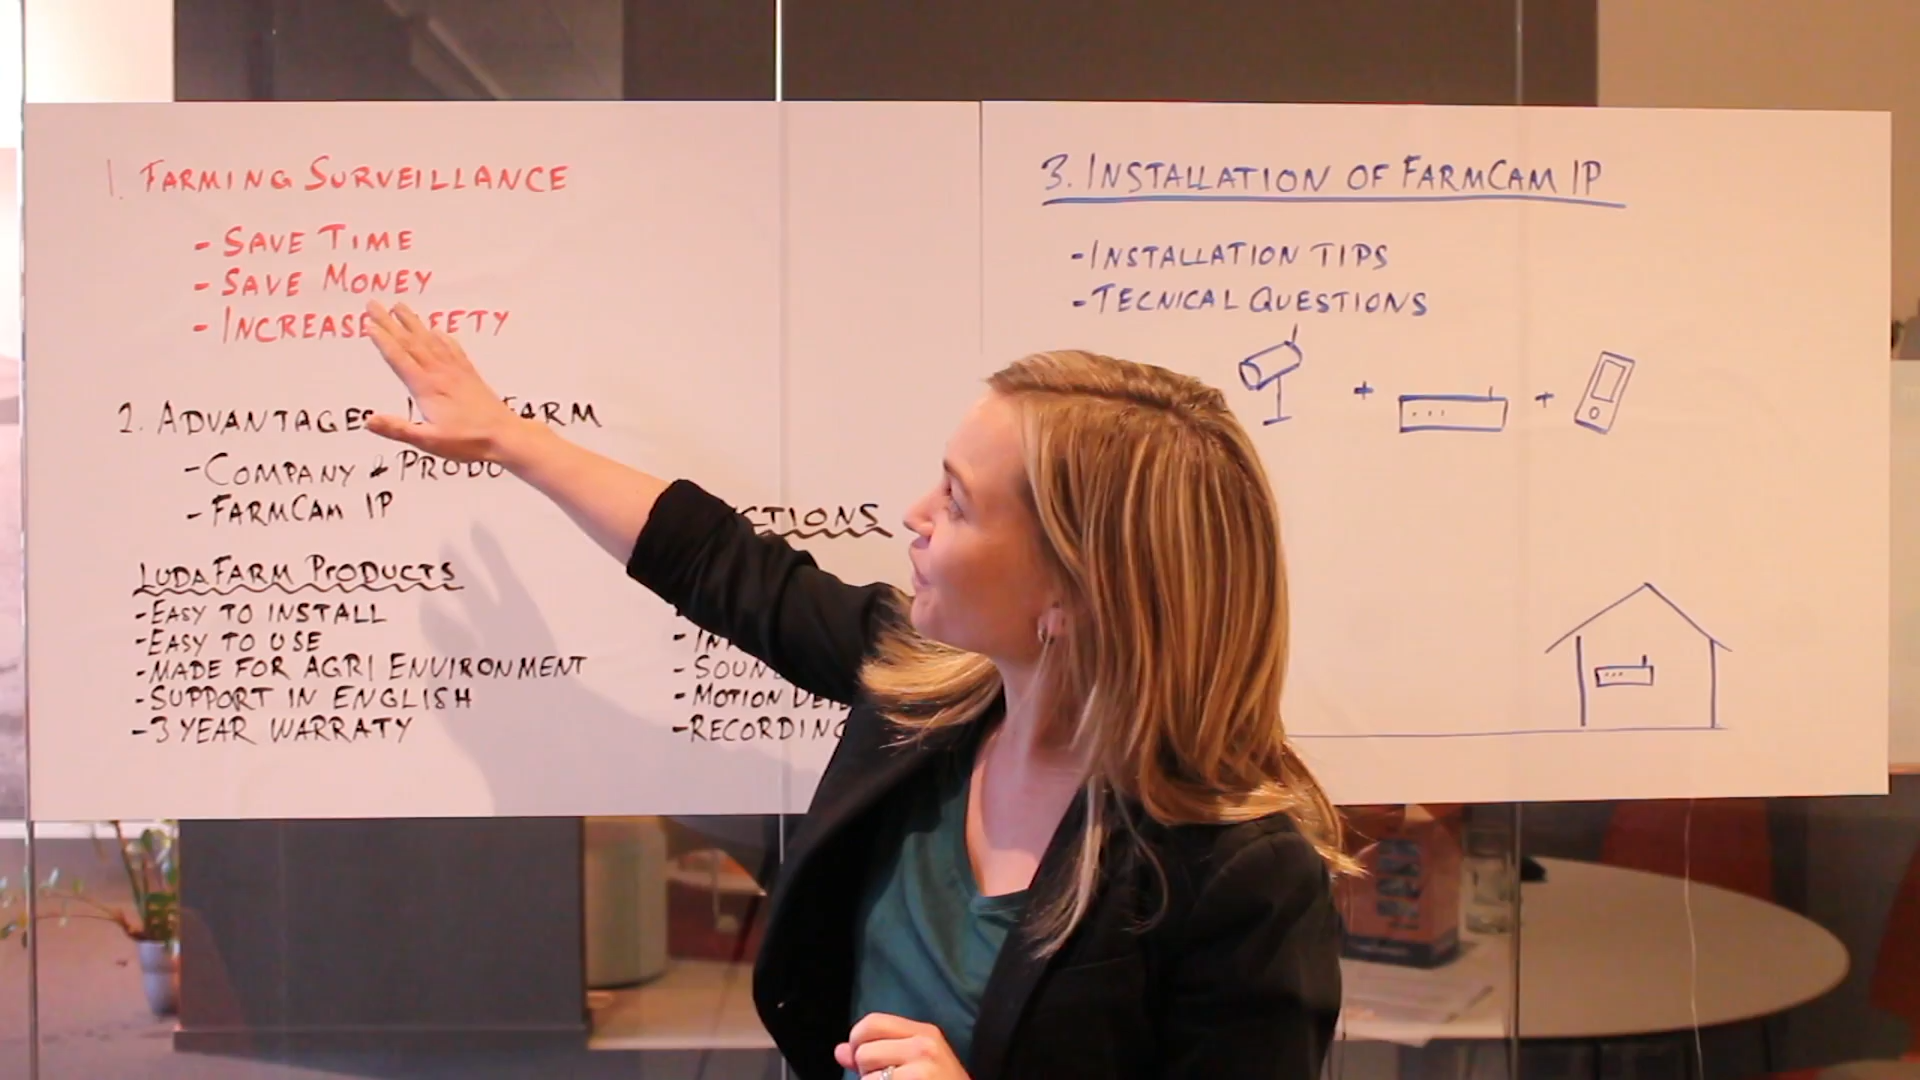 1. FARMING SURVEILLANCE
- SAVE TIME
- SAVE MONEY
- INCREASE
2. ADVANTAGES
- COMPANY & 
- FARMCAM IP
LUDAFARM PRODUCTS
- EASY TO INSTALL
- EASY TO USE
- MADE FOR AGRI ENVIRONMENT
- SUPPORT IN ENGLISH
- 3 YEAR WARRATY
- MOTION
- RECORDING
3. INSTALLATION OF FARMCAM IP
- INSTALLATION TIPS
- TECNICAL QUESTIONS
+ +